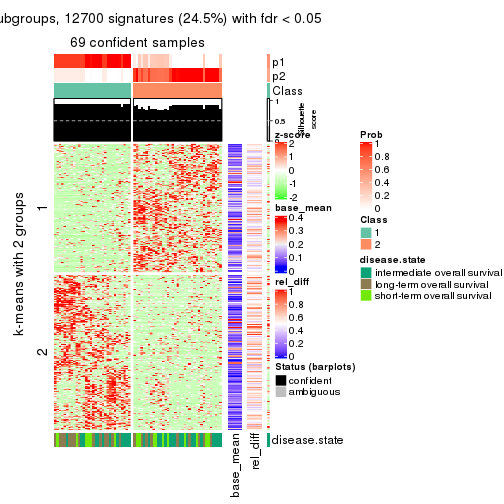 ubgroups, 12700 signatures (24.5%) with fdr < 0.05
69 confident samples
p1
p2
Class
1
0.5
0
Silhouette
score
k-means with 2 groups
1
2
z-score
2
1
0
-1
-2
base_mean
0.4
0.3
0.2
0.1
0
rel_diff
1
0.8
0.6
0.4
0.2
0
Status (barplots)
confident
ambiguous
Prob
1
0.8
0.6
0.4
0.2
0
Class
1
2
disease.state
intermediate overall survival
long-term overall survival
short-term overall survival
disease.state
base_mean
rel_diff